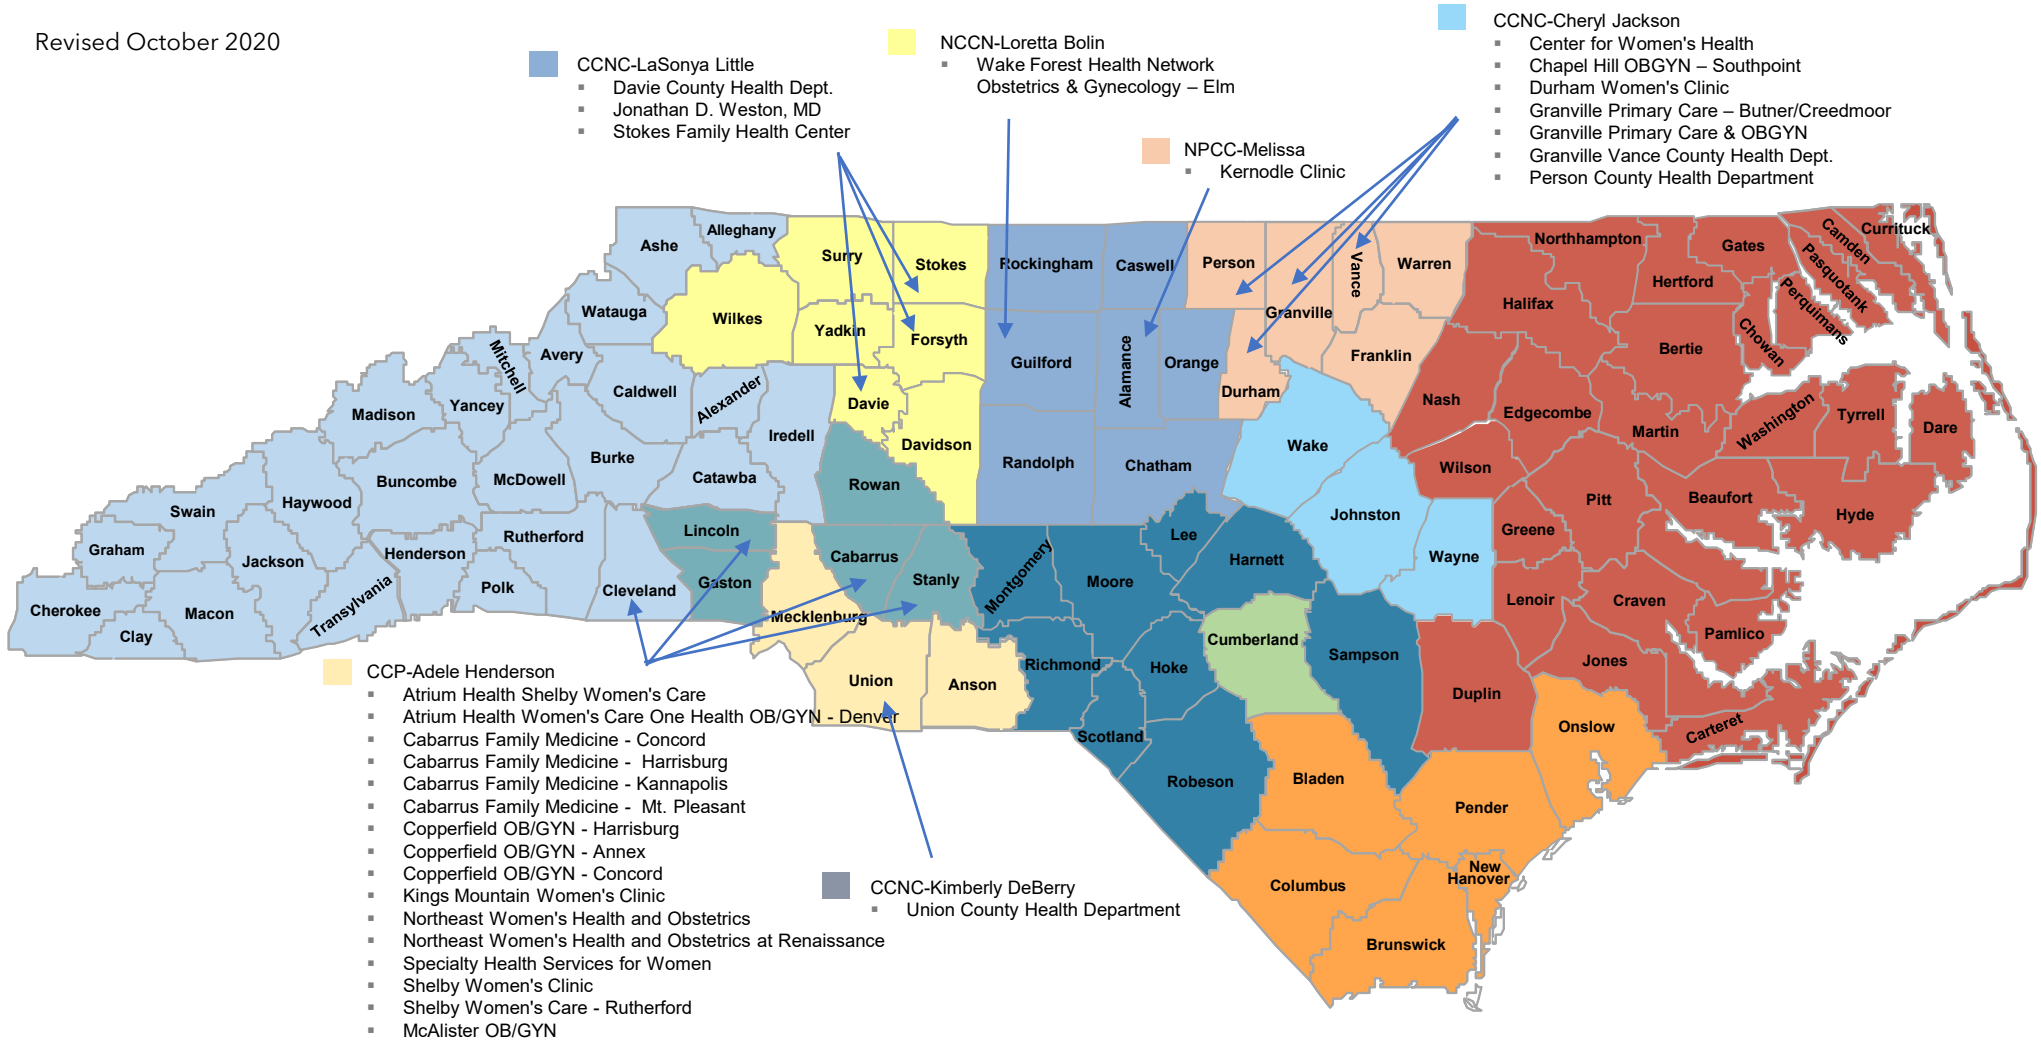 Revised October 2020
CCNC-LaSonya Little
▪ Davie County Health Dept.
▪ Jonathan D. Weston, MD
▪ Stokes Family Health Center
NCCN-Loretta Bolin
▪ Wake Forest Health Network
Obstetrics & Gynecology – Elm
NPCC-Melissa
▪ Kernodle Clinic
CCNC-Cheryl Jackson
▪ Center for Women's Health
▪ Chapel Hill OBGYN – Southpoint
▪ Durham Women's Clinic
▪ Granville Primary Care – Butner/Creedmoor
▪ Granville Primary Care & OBGYN
▪ Granville Vance County Health Dept.
▪ Person County Health Department
Ashe
Alleghany
Surry
Stokes
Rockingham
Caswell
Person
Vance
Warren
Northhampton
Gates
Camden
Currituck
Pasquotank
Perquimans
Hertford
Halifax
Granville
Watauga
Wilkes
Yadkin
Forsyth
Guilford
Alamance
Orange
Durham
Franklin
Bertie
Chowan
Mitchell
Avery
Caldwell
Alexander
Davie
Nash
Edgecombe
Martin
Washington
Tyrrell
Dare
Madison
Yancey
Iredell
Davidson
Randolph
Chatham
Wake
Wilson
Buncombe
McDowell
Burke
Catawba
Rowan
Pitt
Beaufort
Hyde
Haywood
Swain
Johnston
Greene
Wayne
Graham
Jackson
Henderson
Rutherford
Lincoln
Cabarrus
Stanly
Montgomery
Moore
Lee
Harnett
Cherokee
Clay
Macon
Transylvania
Polk
Cleveland
Gaston
Mecklenburg
Lenoir
Craven
Pamlico
Jones
Cumberland
Sampson
Duplin
Union
Anson
Richmond
Hoke
Scotland
Robeson
Onslow
Carteret
Bladen
Pender
New
Hanover
Columbus
Brunswick
CCP-Adele Henderson
▪ Atrium Health Shelby Women's Care
▪ Atrium Health Women's Care One Health OB/GYN - Denver
▪ Cabarrus Family Medicine - Concord
▪ Cabarrus Family Medicine - Harrisburg
▪ Cabarrus Family Medicine - Kannapolis
▪ Cabarrus Family Medicine - Mt. Pleasant
▪ Copperfield OB/GYN - Harrisburg
▪ Copperfield OB/GYN - Annex
▪ Copperfield OB/GYN - Concord
▪ Kings Mountain Women's Clinic
▪ Northeast Women's Health and Obstetrics
▪ Northeast Women's Health and Obstetrics at Renaissance
▪ Specialty Health Services for Women
▪ Shelby Women's Clinic
▪ Shelby Women's Care - Rutherford
▪ McAlister OB/GYN
CCNC-Kimberly DeBerry
▪ Union County Health Department